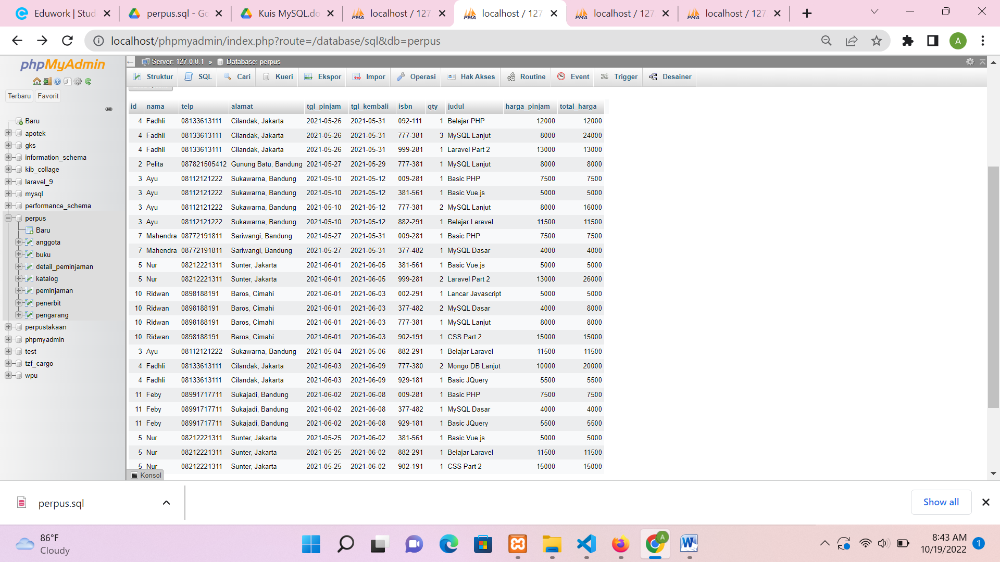 Eduwork | Stud
perpus.sql - Go
Kuis MySQL.do
localhost / 127
localhost / 127
localhost / 127
localhost / 127
localhost/phpmyadmin/index.php?route=/database/sql&db=perpus
A
phpMyAdmin
Terbaru Favorit
Baru
apotek
gks
information_schema
kib_collage
laravel_9
mysql
performance_schema
perpus
Baru
anggota
buku
detail_peminjaman
katalog
peminjaman
penerbit
pengarang
perpustakaan
phpmyadmin
test
tzf_cargo
wpu
Server: 127.0.0.1 » Database: perpus
Struktur SQL Cari Kueri Ekspor Impor Operasi Hak Akses Routine Event Trigger Desainer
id nama telp alamat tgl_pinjam tgl_kembali isbn qty judul harga_pinjam total_harga
4 Fadhli 08133613111 Cilandak, Jakarta 2021-05-26 2021-05-31 092-111 1 Belajar PHP 12000 12000
4 Fadhli 08133613111 Cilandak, Jakarta 2021-05-26 2021-05-31 777-381 3 MySQL Lanjut 8000 24000
4 Fadhli 08133613111 Cilandak, Jakarta 2021-05-26 2021-05-31 999-281 1 Laravel Part 2 13000 13000
2 Pelita 087821505412 Gunung Batu, Bandung 2021-05-27 2021-05-29 777-381 1 MySQL Lanjut 8000 8000
3 Ayu 08112121222 Sukawarna, Bandung 2021-05-10 2021-05-12 009-281 1 Basic PHP 7500 7500
3 Ayu 08112121222 Sukawarna, Bandung 2021-05-10 2021-05-12 381-561 1 Basic Vue.js 5000 5000
3 Ayu 08112121222 Sukawarna, Bandung 2021-05-10 2021-05-12 777-381 2 MySQL Lanjut 8000 16000
3 Ayu 08112121222 Sukawarna, Bandung 2021-05-10 2021-05-12 882-291 1 Belajar Laravel 11500 11500
7 Mahendra 08772191811 Sariwangi, Bandung 2021-05-27 2021-05-31 009-281 1 Basic PHP 7500 7500
7 Mahendra 08772191811 Sariwangi, Bandung 2021-05-27 2021-05-31 377-482 1 MySQL Dasar 4000 4000
5 Nur 08212221311 Sunter, Jakarta 2021-06-01 2021-06-05 381-561 1 Basic Vue.js 5000 5000
5 Nur 08212221311 Sunter, Jakarta 2021-06-01 2021-06-05 999-281 2 Laravel Part 2 13000 26000
10 Ridwan 0898188191 Baros, Cimahi 2021-06-01 2021-06-03 002-291 1 Lancar Javascript 5000 5000
10 Ridwan 0898188191 Baros, Cimahi 2021-06-01 2021-06-03 377-482 2 MySQL Dasar 4000 8000
10 Ridwan 0898188191 Baros, Cimahi 2021-06-01 2021-06-03 777-381 1 MySQL Lanjut 8000 8000
10 Ridwan 0898188191 Baros, Cimahi 2021-06-01 2021-06-03 902-191 1 CSS Part 2 15000 15000
3 Ayu 08112121222 Sukawarna, Bandung 2021-05-04 2021-05-06 882-291 1 Belajar Laravel 11500 11500
4 Fadhli 08133613111 Cilandak, Jakarta 2021-06-03 2021-06-09 777-380 2 Mongo DB Lanjut 10000 20000
4 Fadhli 08133613111 Cilandak, Jakarta 2021-06-03 2021-06-09 929-181 1 Basic JQuery 5500 5500
11 Feby 08991717711 Sukajadi, Bandung 2021-06-02 2021-06-08 009-281 1 Basic PHP 7500 7500
11 Feby 08991717711 Sukajadi, Bandung 2021-06-02 2021-06-08 377-482 1 MySQL Dasar 4000 4000
11 Feby 08991717711 Sukajadi, Bandung 2021-06-02 2021-06-08 929-181 1 Basic JQuery 5500 5500
5 Nur 08212221311 Sunter, Jakarta 2021-05-25 2021-06-02 381-561 1 Basic Vue.js 5000 5000
5 Nur 08212221311 Sunter, Jakarta 2021-05-25 2021-06-02 882-291 1 Belajar Laravel 11500 11500
5 Nur 08212221311 Sunter, Jakarta 2021-05-25 2021-06-02 902-191 1 CSS Part 2 15000 15000
Konsol
perpus.sql
Show all
86°F
Cloudy
8:43 AM
10/19/2022
1